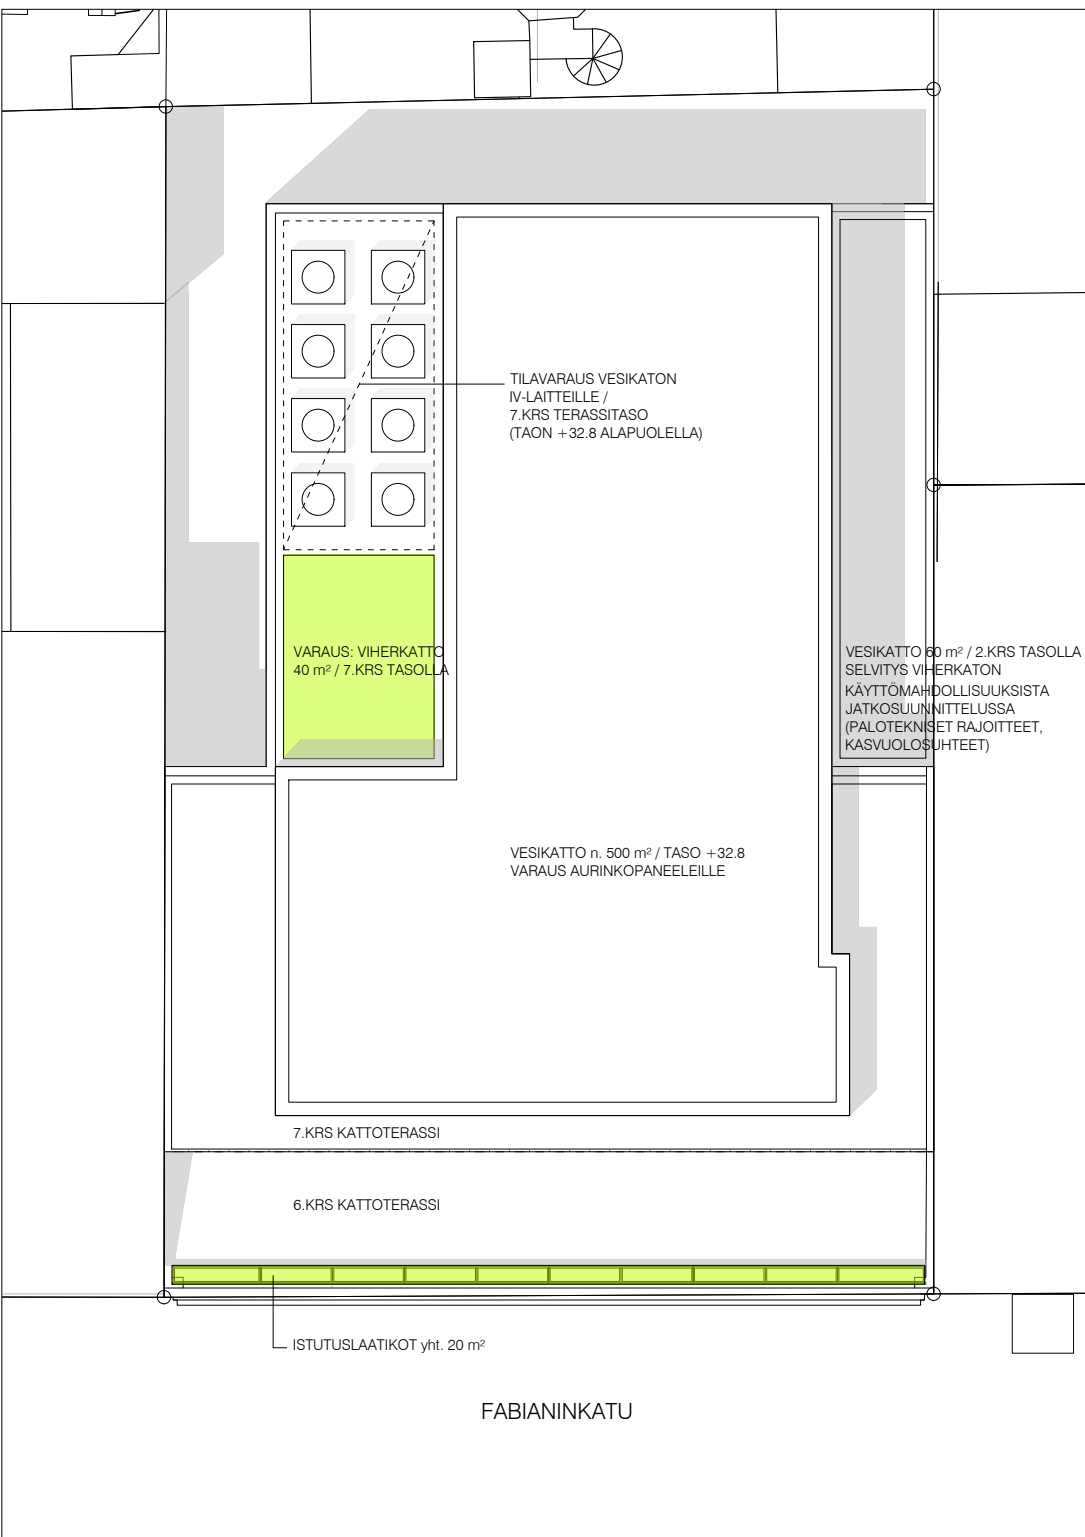 TILAVARAUS VESIKATON
IV-LAITTEILLE /
7.KRS TERASSITASO
(TAON +32.8 ALAPUOLELLA)
VARAUS: VIHERKATTO
40 m² / 7.KRS TASOLLA
VESIKATTO 60 m² / 2.KRS TASOLLA
SELVITYS VIHERKATON
KÄYTTÖMAHDOLLISUUKSISTA
JATKOSUUNNITTELUSSA
(PALOTEKNISET RAJOITTEET,
KASVUOLOSUHTEET)
VESIKATTO n. 500 m² / TASO +32.8
VARAUS AURINKOPANEELEILLE
7.KRS KATTOTERASSI
6.KRS KATTOTERASSI
ISTUTUSLAATIKOT yht. 20 m²
FABIANINKATU